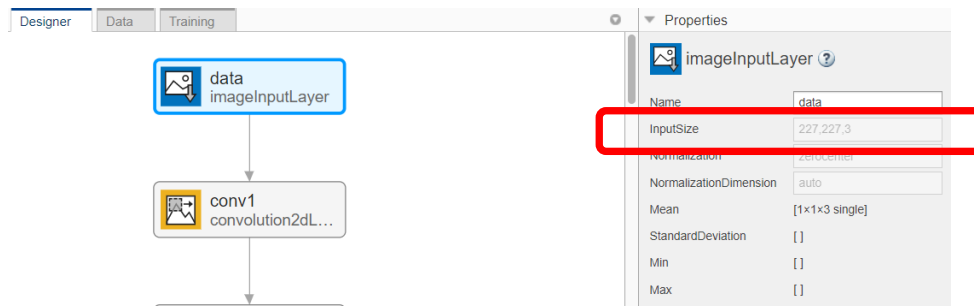 Designer
Data
Training
data
imageInputLayer
conv1
convolution2dL...
Properties
imageInputLayer
Name data
InputSize 227,227,3
Normalization zerocenter
NormalizationDimension auto
Mean [1×1×3 single]
StandardDeviation [ ]
Min [ ]
Max [ ]